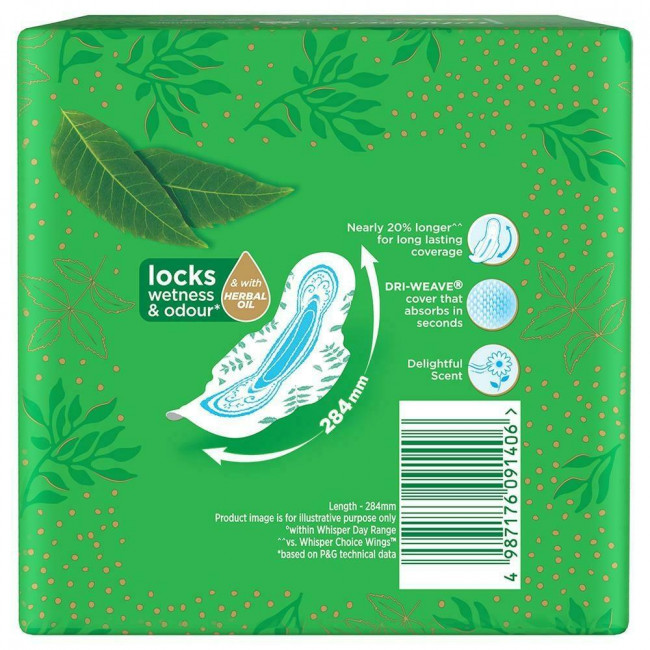 locks
wetness
& odour*
& with
HERBAL
OIL
Nearly 20% longer^^
for long lasting
coverage
DRI-WEAVE®
cover that
absorbs in
seconds
Delightful
Scent
284mm
Length - 284mm
Product image is for illustrative purpose only
°within Whisper Day Range
^^vs. Whisper Choice Wings™
*based on P&G technical data
4 987176 091406 >